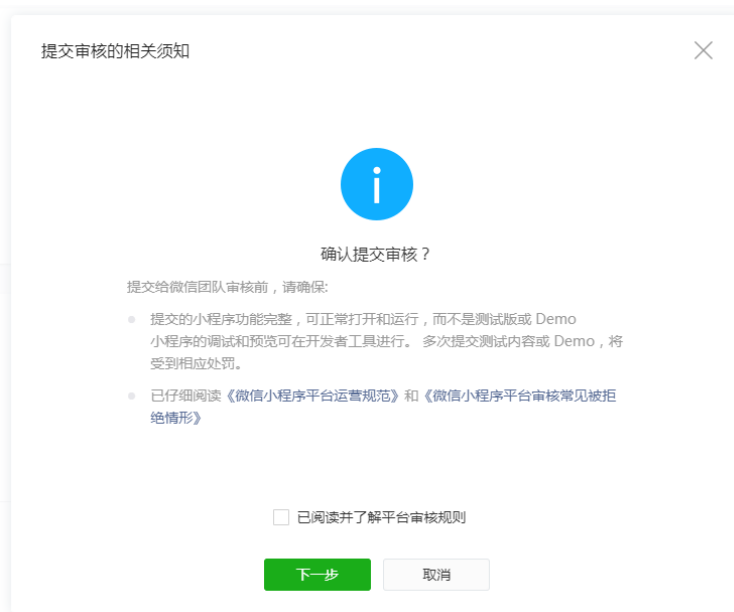 提交审核的相关须知
i
确认提交审核？
提交给微信团队审核前，请确保:
提交的小程序功能完整，可正常打开和运行，而不是测试版或 Demo
小程序的调试和预览可在开发者工具进行。 多次提交测试内容或 Demo，将
受到相应处罚。
已仔细阅读《微信小程序平台运营规范》和《微信小程序平台审核常见被拒
绝情形》
已阅读并了解平台审核规则
下一步 取消